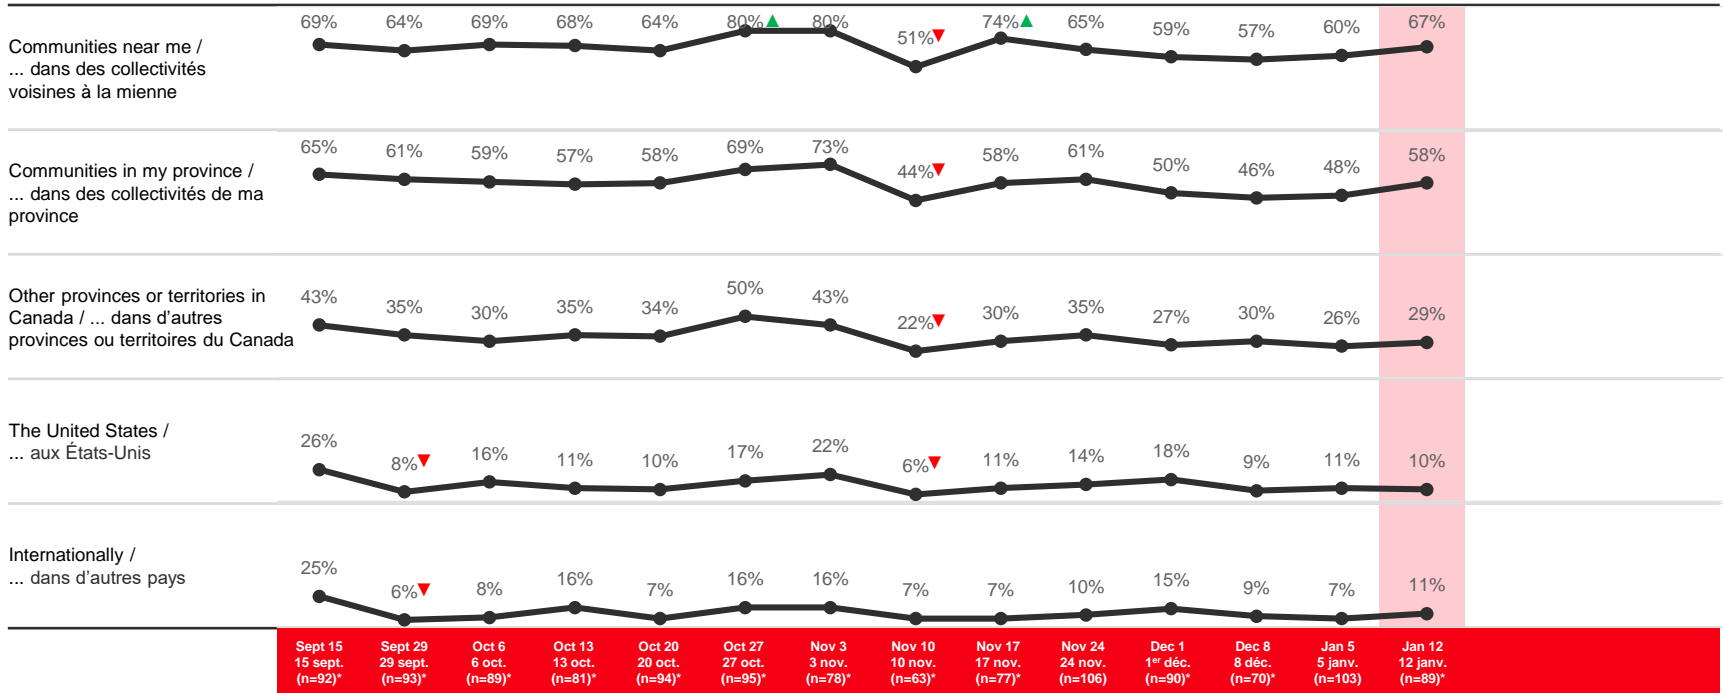 69% 64% 69% 68% 64% 80%▲ 80% 51%▼ 74%▲ 65% 59% 57% 60% 67%
Communities near me /
... dans des collectivités
voisines à la mienne
65% 61% 59% 57% 58% 69% 73% 44%▼ 58% 61% 50% 46% 48% 58%
Communities in my province /
... dans des collectivités de ma
province
43% 35% 30% 35% 34% 50% 43% 22%▼ 30% 35% 27% 30% 26% 29%
Other provinces or territories in
Canada / ... dans d'autres
provinces ou territoires du Canada
26% 8%▼ 16% 11% 10% 17% 22% 6%▼ 11% 14% 18% 9% 11% 10%
The United States /
... aux États-Unis
25% 6%▼ 8% 16% 7% 16% 16% 7% 7% 10% 15% 9% 7% 11%
Internationally /
... dans d'autres pays
Sept 15 Sept 29 Oct 6 Oct 13 Oct 20 Oct 27 Nov 3 Nov 10 Nov 17 Nov 24 Dec 1 Dec 8 Jan 5 Jan 12
15 sept. 29 sept. 6 oct. 13 oct. 20 oct. 27 oct. 3 nov. 10 nov. 17 nov. 24 nov. 1er déc. 8 déc. 5 janv. 12 janv.
(n=92)* (n=93)* (n=89)* (n=81)* (n=94)* (n=95)* (n=78)* (n=63)* (n=77)* (n=106) (n=90)* (n=70)* (n=103) (n=89)*